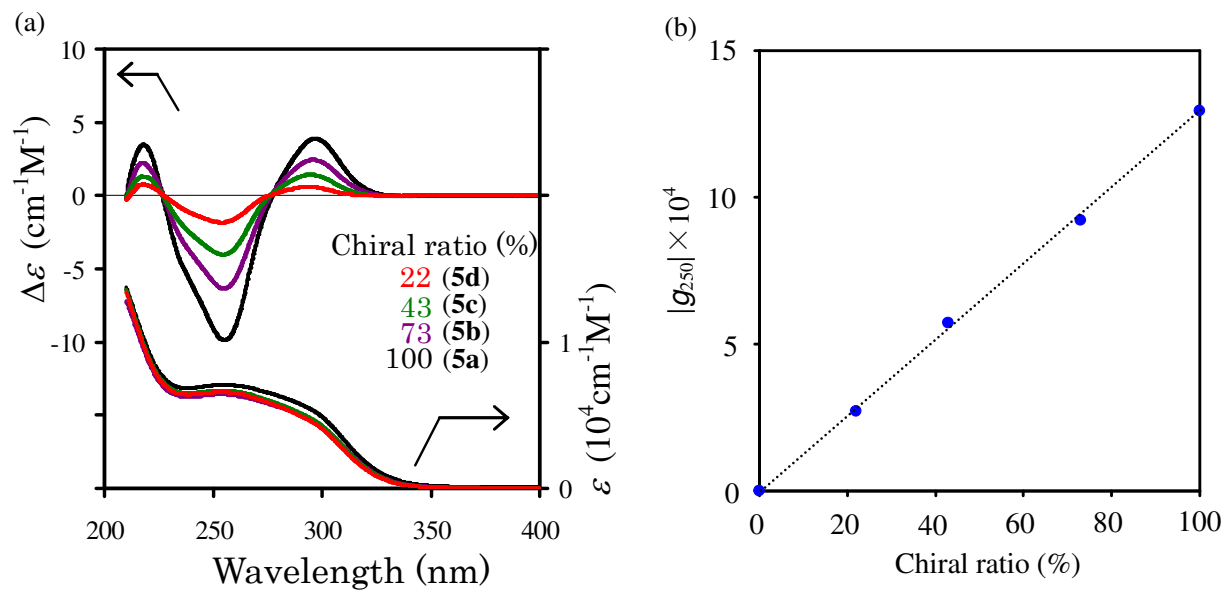 (a)
10
5
0
-5
-10
Δε (cm⁻¹M⁻¹)
Chiral ratio (%)
22 (5d)
43 (5c)
73 (5b)
100 (5a)
1
0
ε (10⁴cm⁻¹M⁻¹)
200 250 300 350 400
Wavelength (nm)
(b)
15
10
5
0
|g₂₅₀| × 10⁴
0 20 40 60 80 100
Chiral ratio (%)